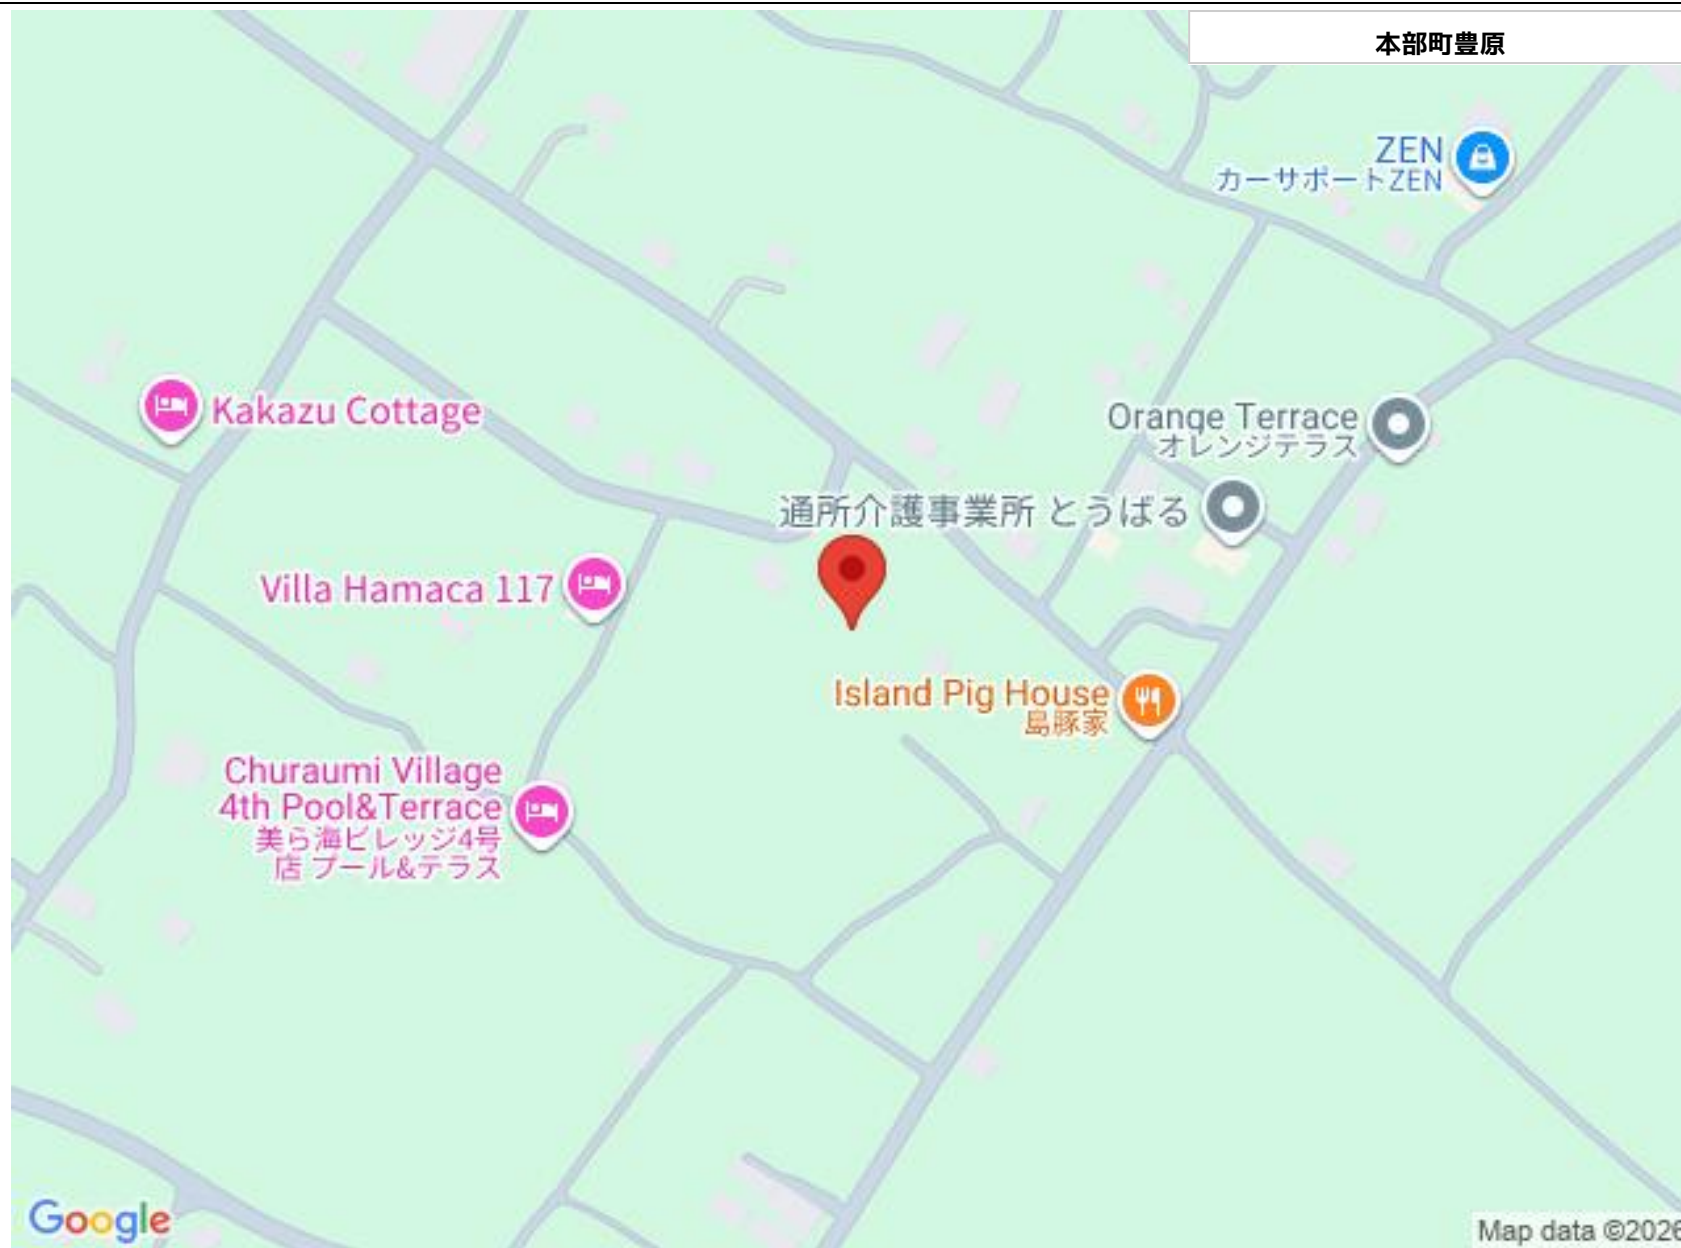 本部町豊原
ZEN
カーサポートZEN
Kakazu Cottage
Orange Terrace
オレンジテラス
通所介護事業所 とうばる
Villa Hamaca 117
Island Pig House
島豚家
Churaumi Village
4th Pool&Terrace
美ら海ビレッジ4号
店 プール&テラス
Google
Map data ©2026